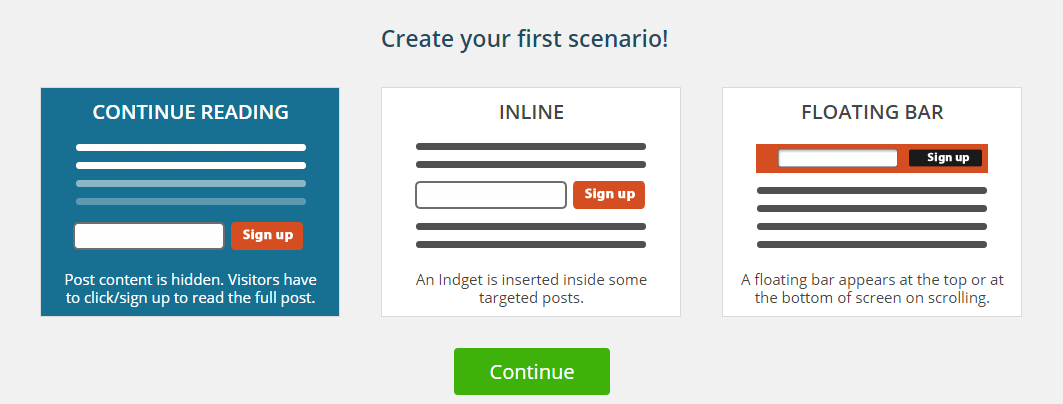 Create your first scenario!
CONTINUE READING
Sign up
Post content is hidden. Visitors have
to click/sign up to read the full post.
INLINE
Sign up
An Indget is inserted inside some
targeted posts.
FLOATING BAR
Sign up
A floating bar appears at the top or at
the bottom of screen on scrolling.
Continue